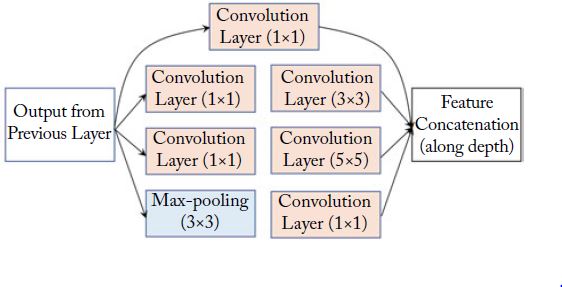 Convolution
Layer (1×1)
Convolution
Layer (1×1)
Convolution
Layer (3×3)
Output from
Previous Layer
Feature
Concatenation
(along depth)
Convolution
Layer (1×1)
Convolution
Layer (5×5)
Max-pooling
(3×3)
Convolution
Layer (1×1)